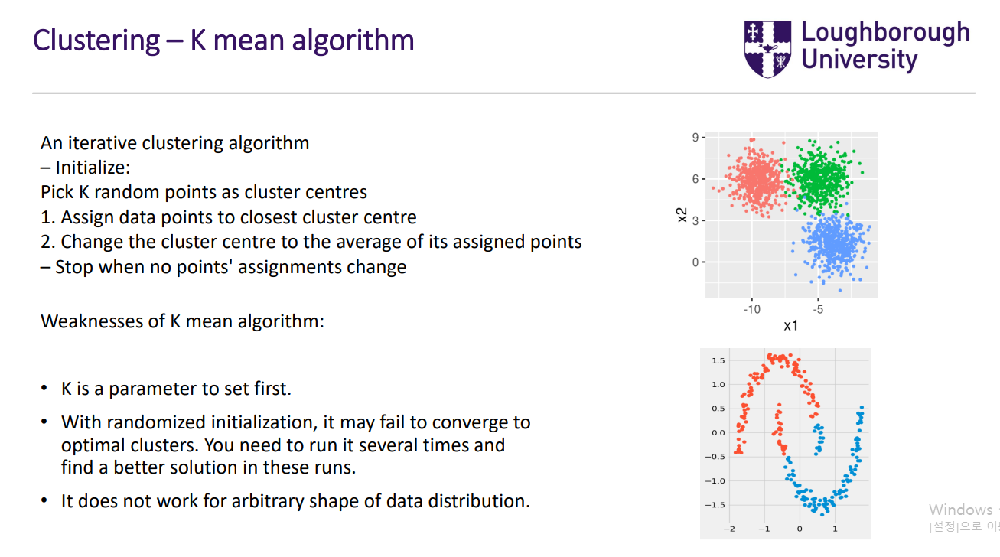 Clustering – K mean algorithm
Loughborough
University
An iterative clustering algorithm
– Initialize:
Pick K random points as cluster centres
1. Assign data points to closest cluster centre
2. Change the cluster centre to the average of its assigned points
– Stop when no points' assignments change
Weaknesses of K mean algorithm:
• K is a parameter to set first.
• With randomized initialization, it may fail to converge to
optimal clusters. You need to run it several times and
find a better solution in these runs.
• It does not work for arbitrary shape of data distribution.
9
6
3
0
x2
-10 -5
x1
1.5
1.0
0.5
0.0
−0.5
−1.0
−1.5
−2 −1 0 1
Windows
[설정]으로